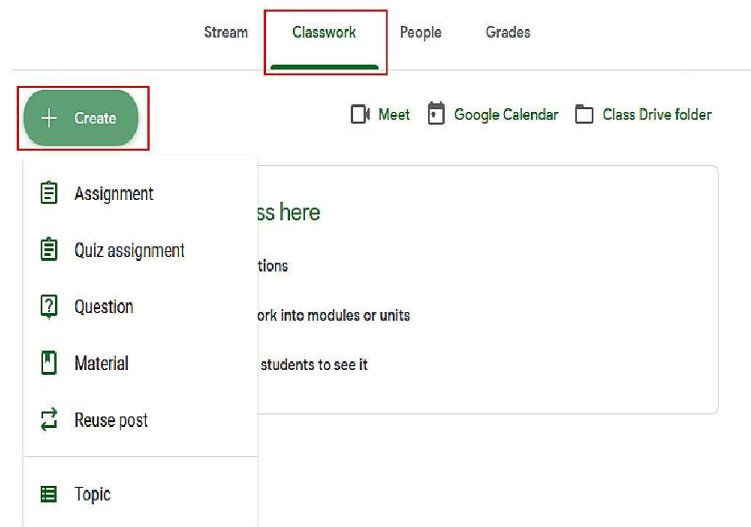 Stream Classwork People Grades
+ Create
Meet Google Calendar Class Drive folder
Assignment
ss here
Quiz assignment
tions
Question
ork into modules or units
Material
students to see it
Reuse post
Topic